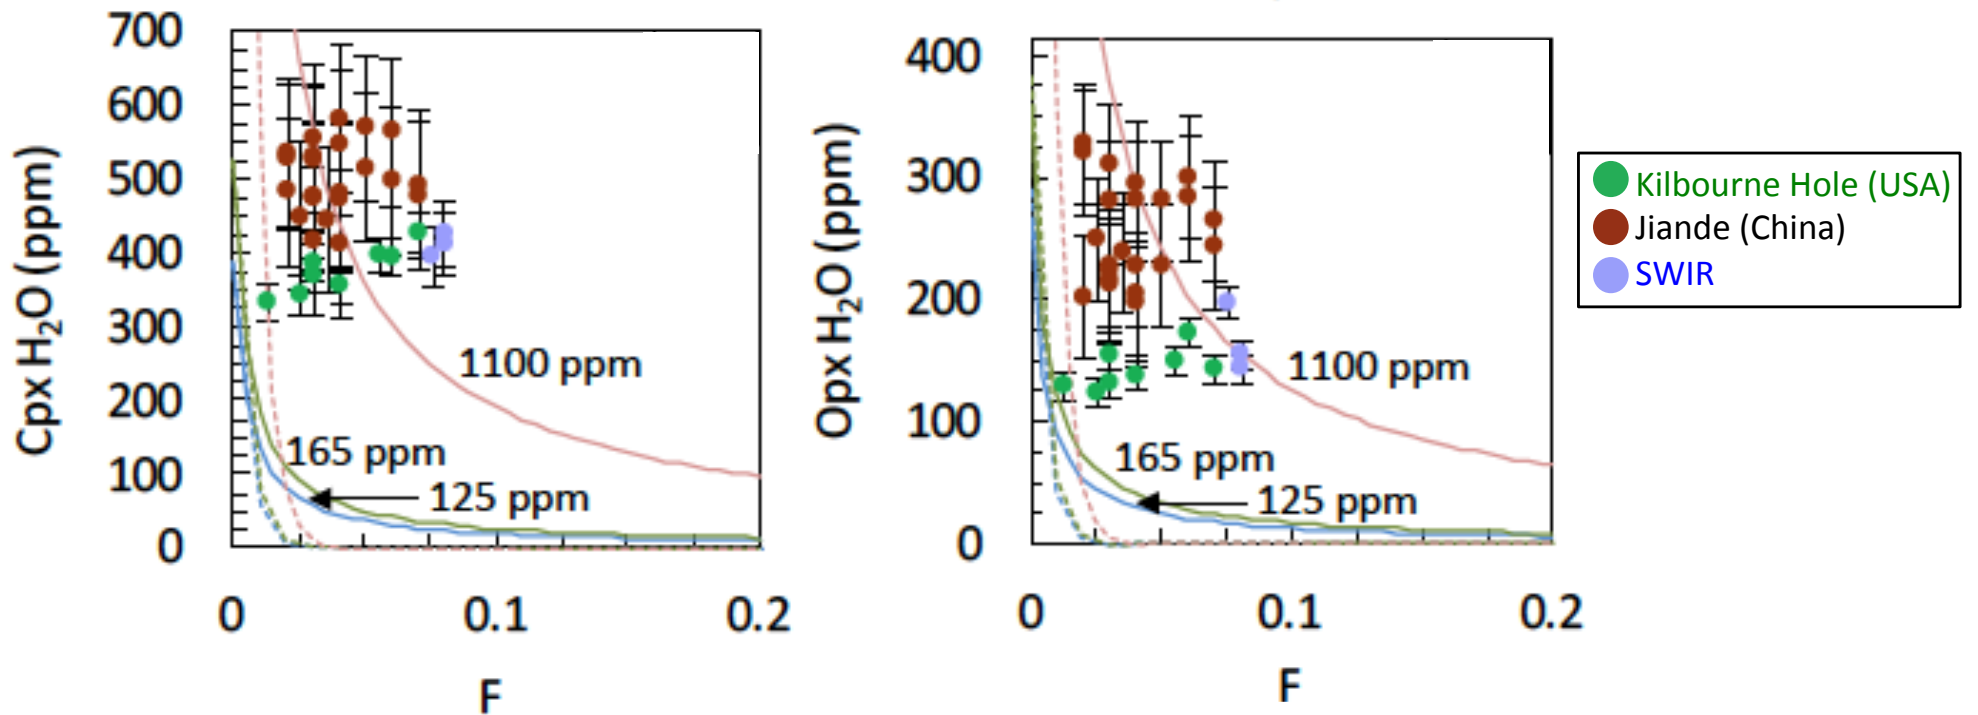 700
600
500
400
300
200
100
0
Cpx H₂O (ppm)
1100 ppm
165 ppm
125 ppm
0 0.1 0.2
F
400
300
200
100
0
Opx H₂O (ppm)
1100 ppm
165 ppm
125 ppm
0 0.1 0.2
F
Kilbourne Hole (USA)
Jiande (China)
SWIR